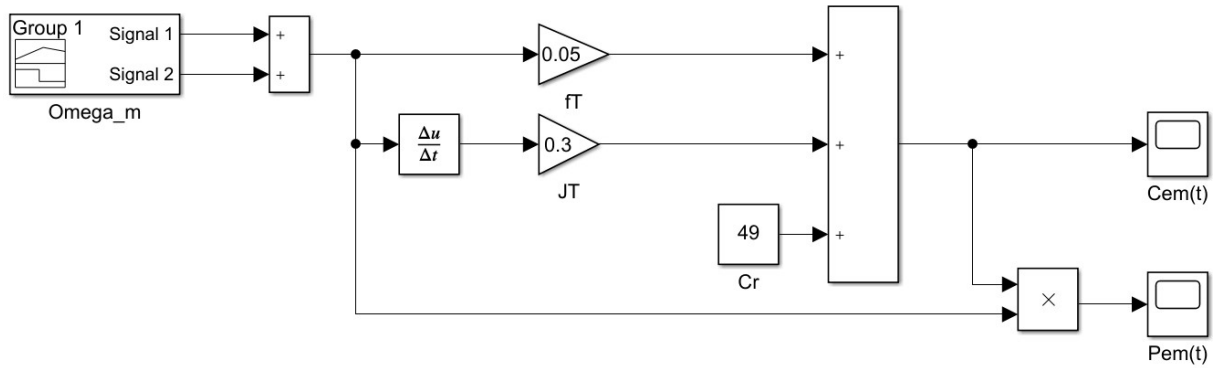 Group 1
Signal 1
Signal 2
Omega_m
+
+
0.05
fT
Δu
Δt
0.3
JT
49
Cr
+
+
+
×
Cem(t)
Pem(t)